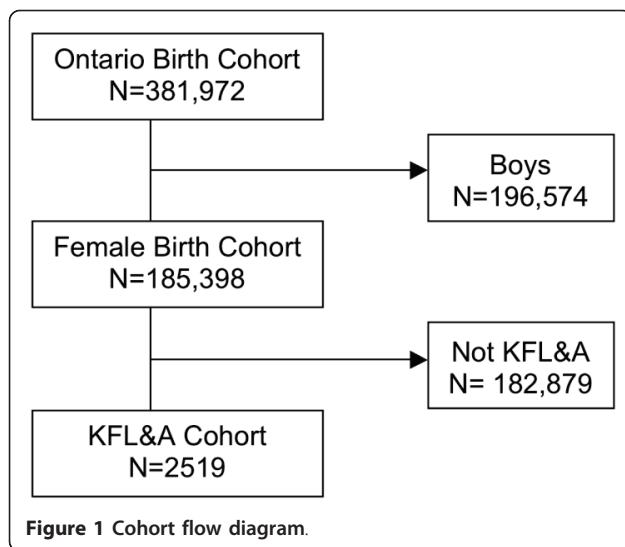 Ontario Birth Cohort
N=381,972
Boys
N=196,574
Female Birth Cohort
N=185,398
Not KFL&A
N= 182,879
KFL&A Cohort
N=2519
Figure 1 Cohort flow diagram.